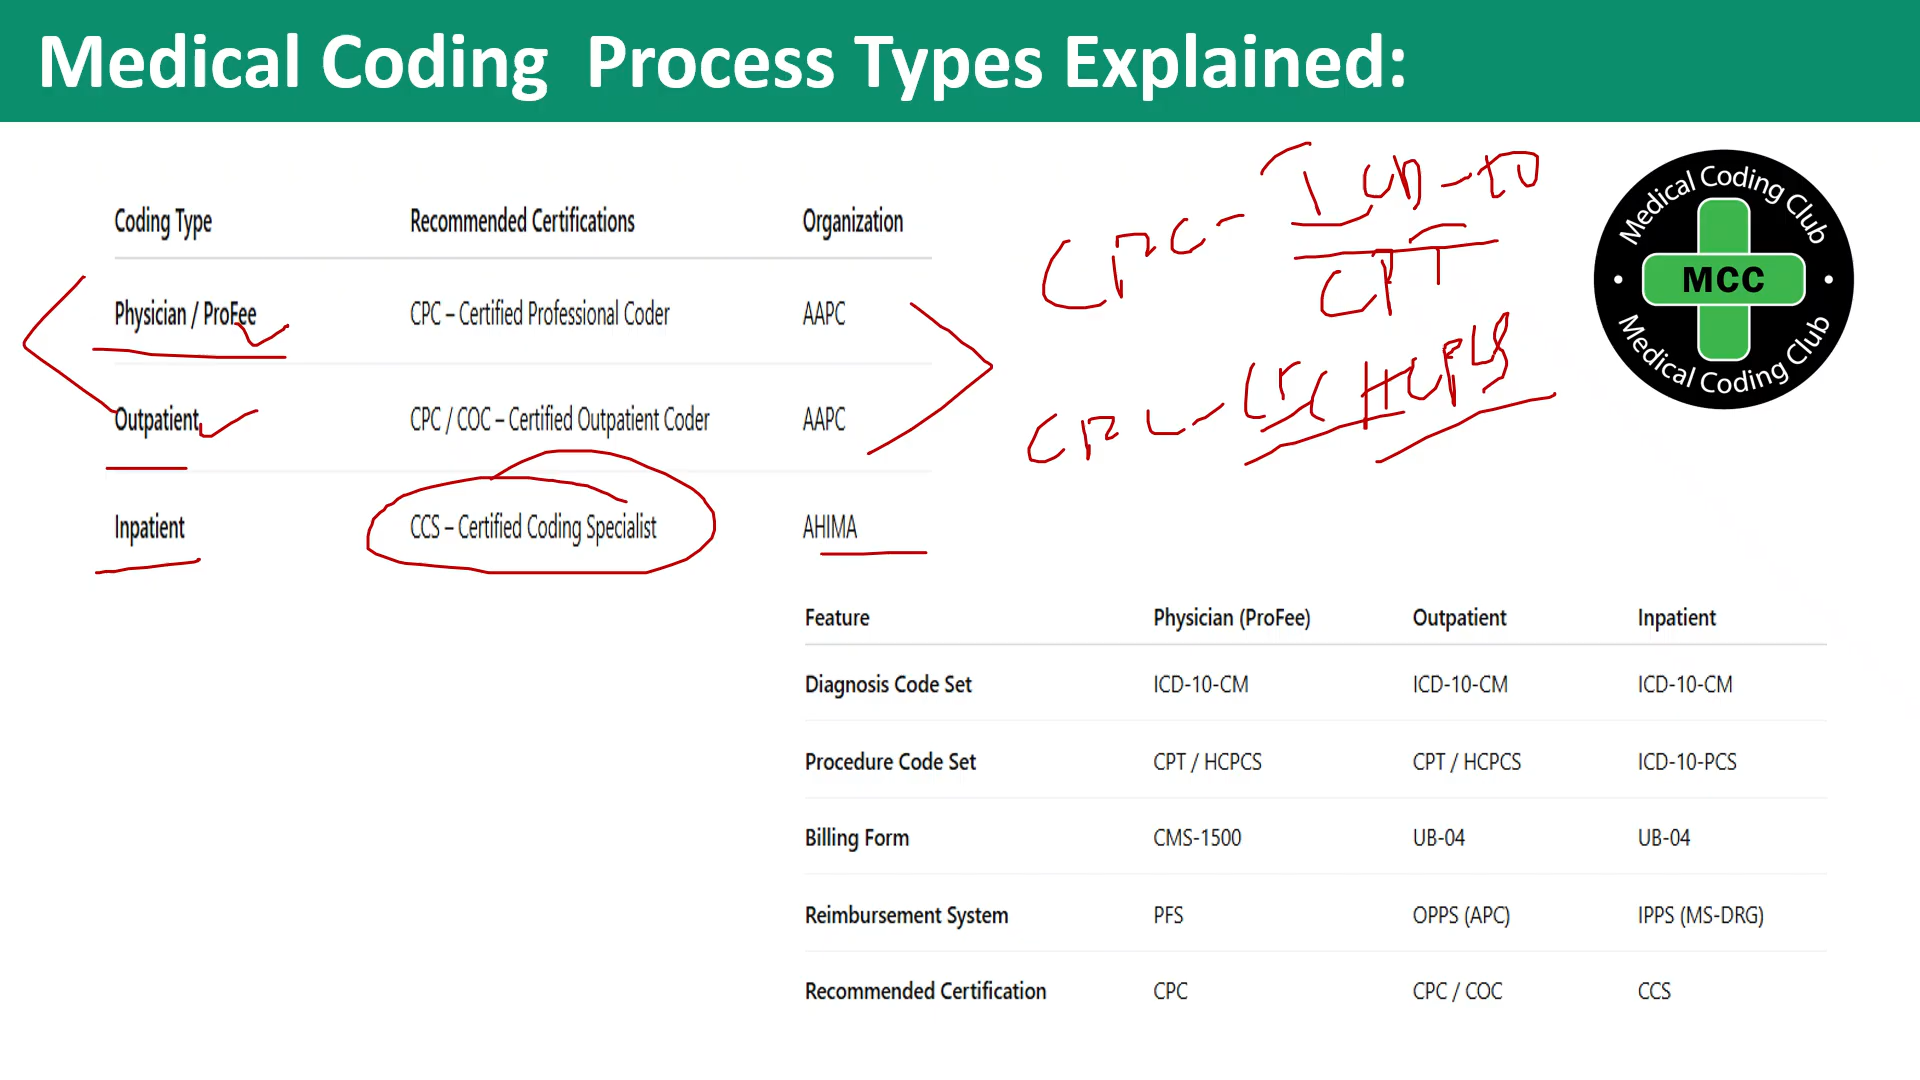 Medical Coding Process Types Explained:
Coding Type Recommended Certifications Organization
Physician / ProFee CPC – Certified Professional Coder AAPC
Outpatient CPC / COC – Certified Outpatient Coder AAPC
Inpatient CCS – Certified Coding Specialist AHIMA
CPC - ICD-10
CPT
HCPCS
Medical Coding Club
MCC
Medical Coding Club
Feature Physician (ProFee) Outpatient Inpatient
Diagnosis Code Set ICD-10-CM ICD-10-CM ICD-10-CM
Procedure Code Set CPT / HCPCS CPT / HCPCS ICD-10-PCS
Billing Form CMS-1500 UB-04 UB-04
Reimbursement System PFS OPPS (APC) IPPS (MS-DRG)
Recommended Certification CPC CPC / COC CCS